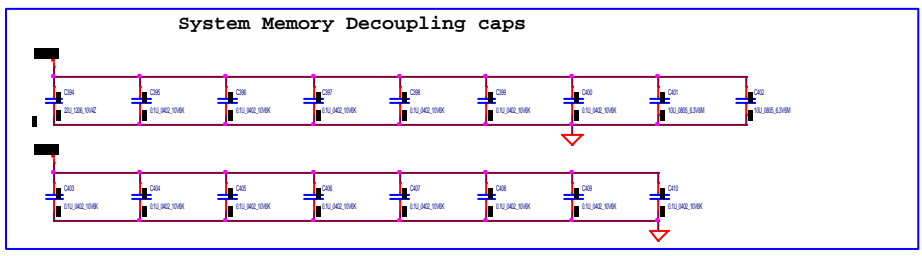 System Memory Decoupling caps
C394 C395 C396 C397 C398 C399 C400 C401 C402
22U_1206_10V4Z 0.1U_0402_10V6K 0.1U_0402_10V6K 0.1U_0402_10V6K 0.1U_0402_10V6K 0.1U_0402_10V6K 0.1U_0402_10V6K 10U_0805_6.3V6M 10U_0805_6.3V6M
C403 C404 C405 C406 C407 C408 C409 C410
0.1U_0402_10V6K 0.1U_0402_10V6K 0.1U_0402_10V6K 0.1U_0402_10V6K 0.1U_0402_10V6K 0.1U_0402_10V6K 0.1U_0402_10V6K 0.1U_0402_10V6K